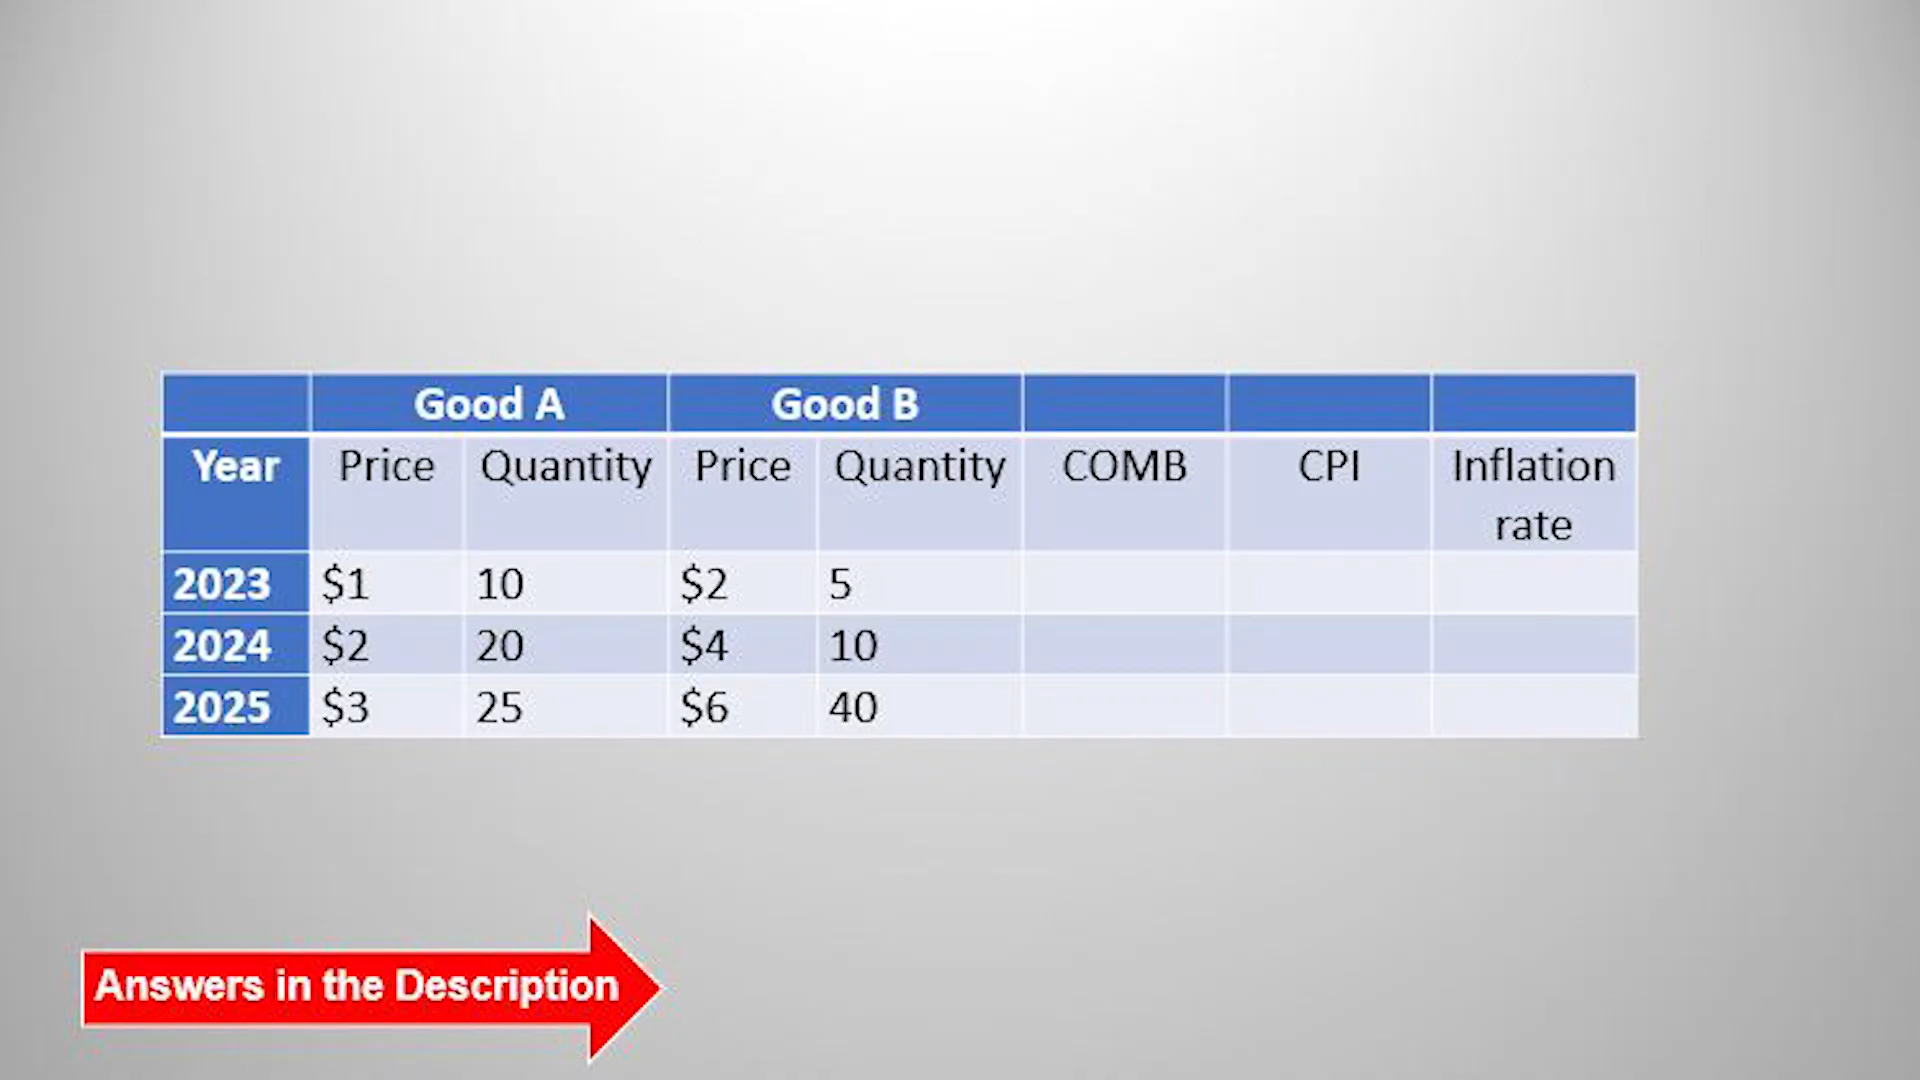 Good A Good B
Year Price Quantity Price Quantity COMB CPI Inflation
rate
2023 $1 10 $2 5
2024 $2 20 $4 10
2025 $3 25 $6 40
Answers in the Description